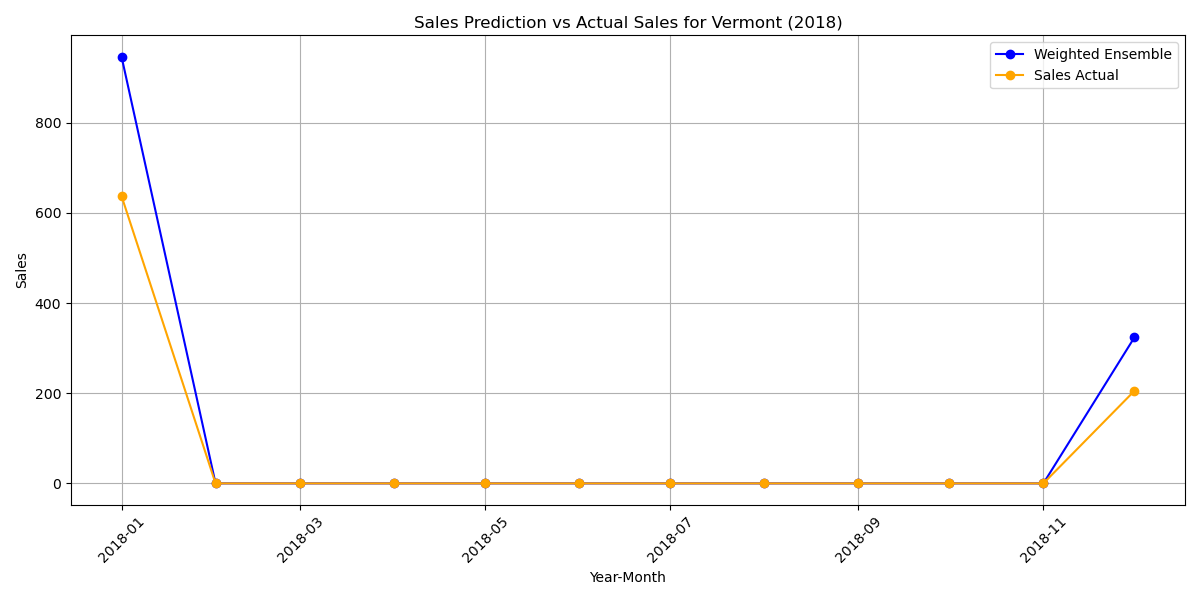 Sales Prediction vs Actual Sales for Vermont (2018)
Weighted Ensemble
Sales Actual
Sales
800
600
400
200
0
2018-01
2018-03
2018-05
2018-07
2018-09
2018-11
Year-Month